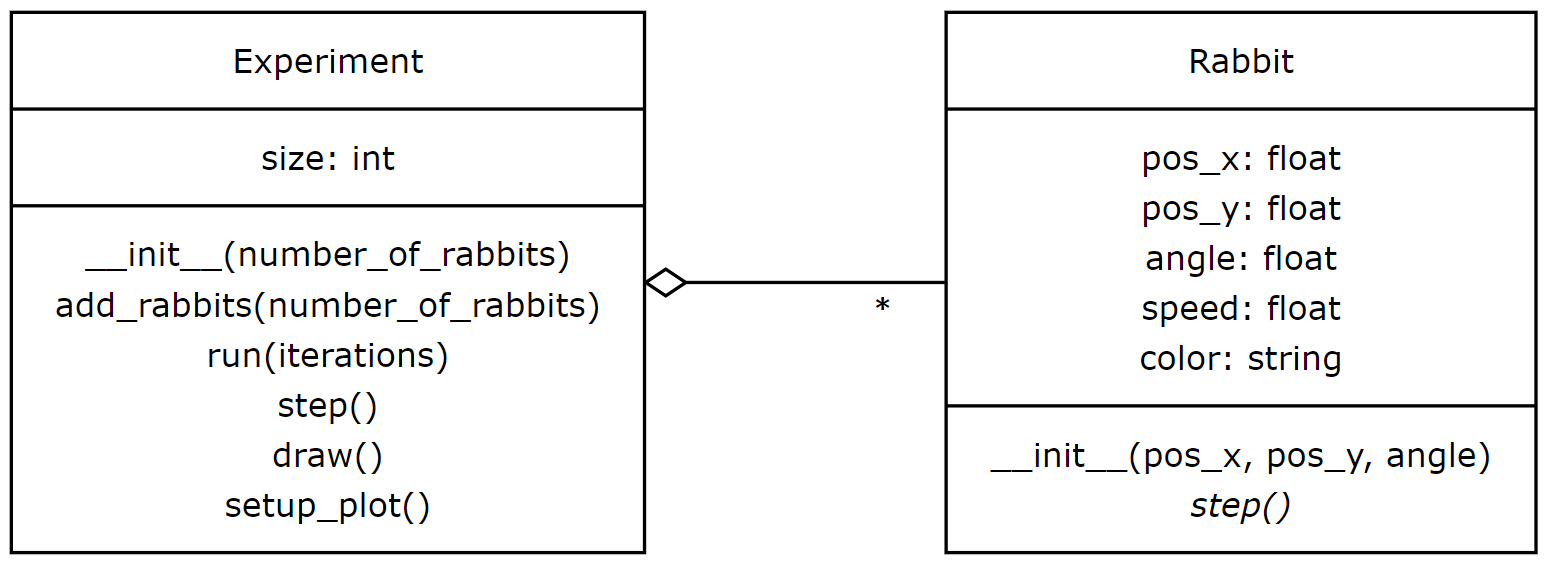 Experiment
size: int
__init__(number_of_rabbits)
add_rabbits(number_of_rabbits)
run(iterations)
step()
draw()
setup_plot()
*
Rabbit
pos_x: float
pos_y: float
angle: float
speed: float
color: string
__init__(pos_x, pos_y, angle)
step()